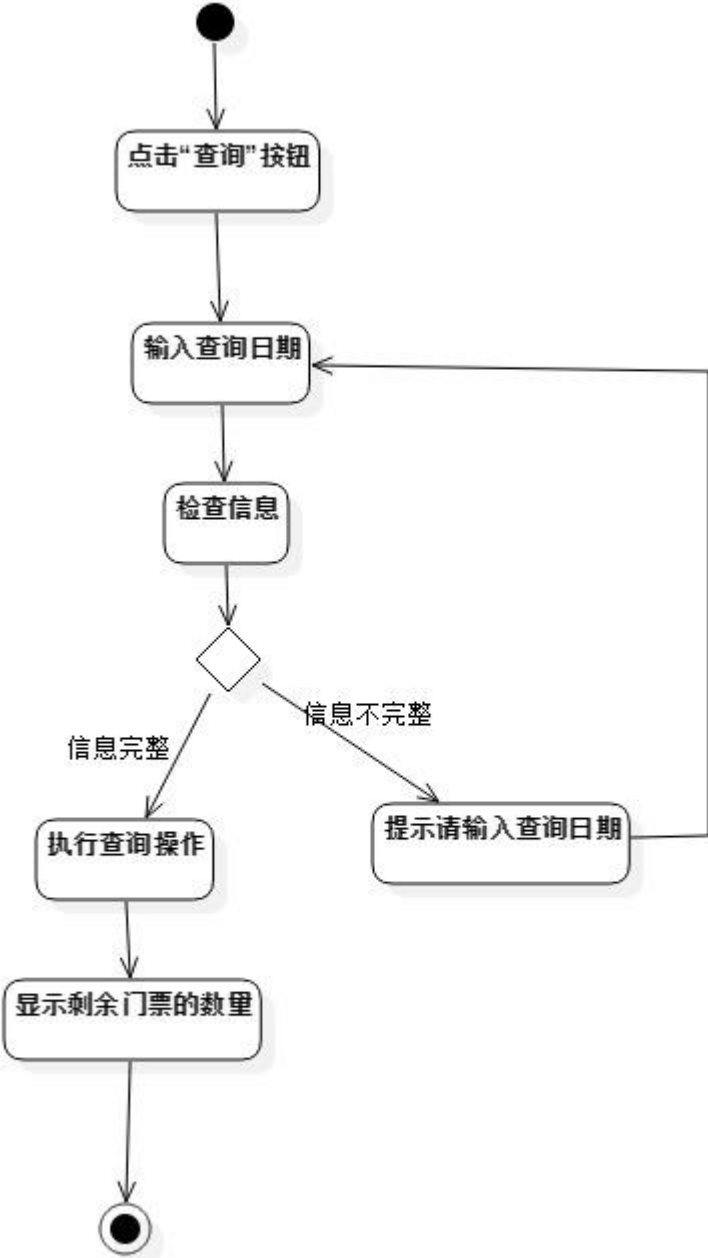 点击“查询”按钮
输入查询日期
检查信息
信息不完整
信息完整
提示请输入查询日期
执行查询操作
显示剩余门票的数量